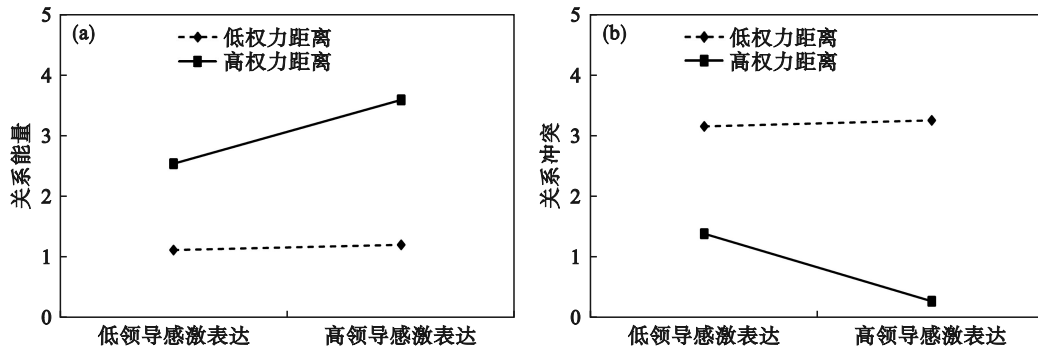 (a)
低权力距离
高权力距离
5
4
3
2
1
0
关系能量
低领导感激表达
高领导感激表达
(b)
低权力距离
高权力距离
5
4
3
2
1
0
关系冲突
低领导感激表达
高领导感激表达